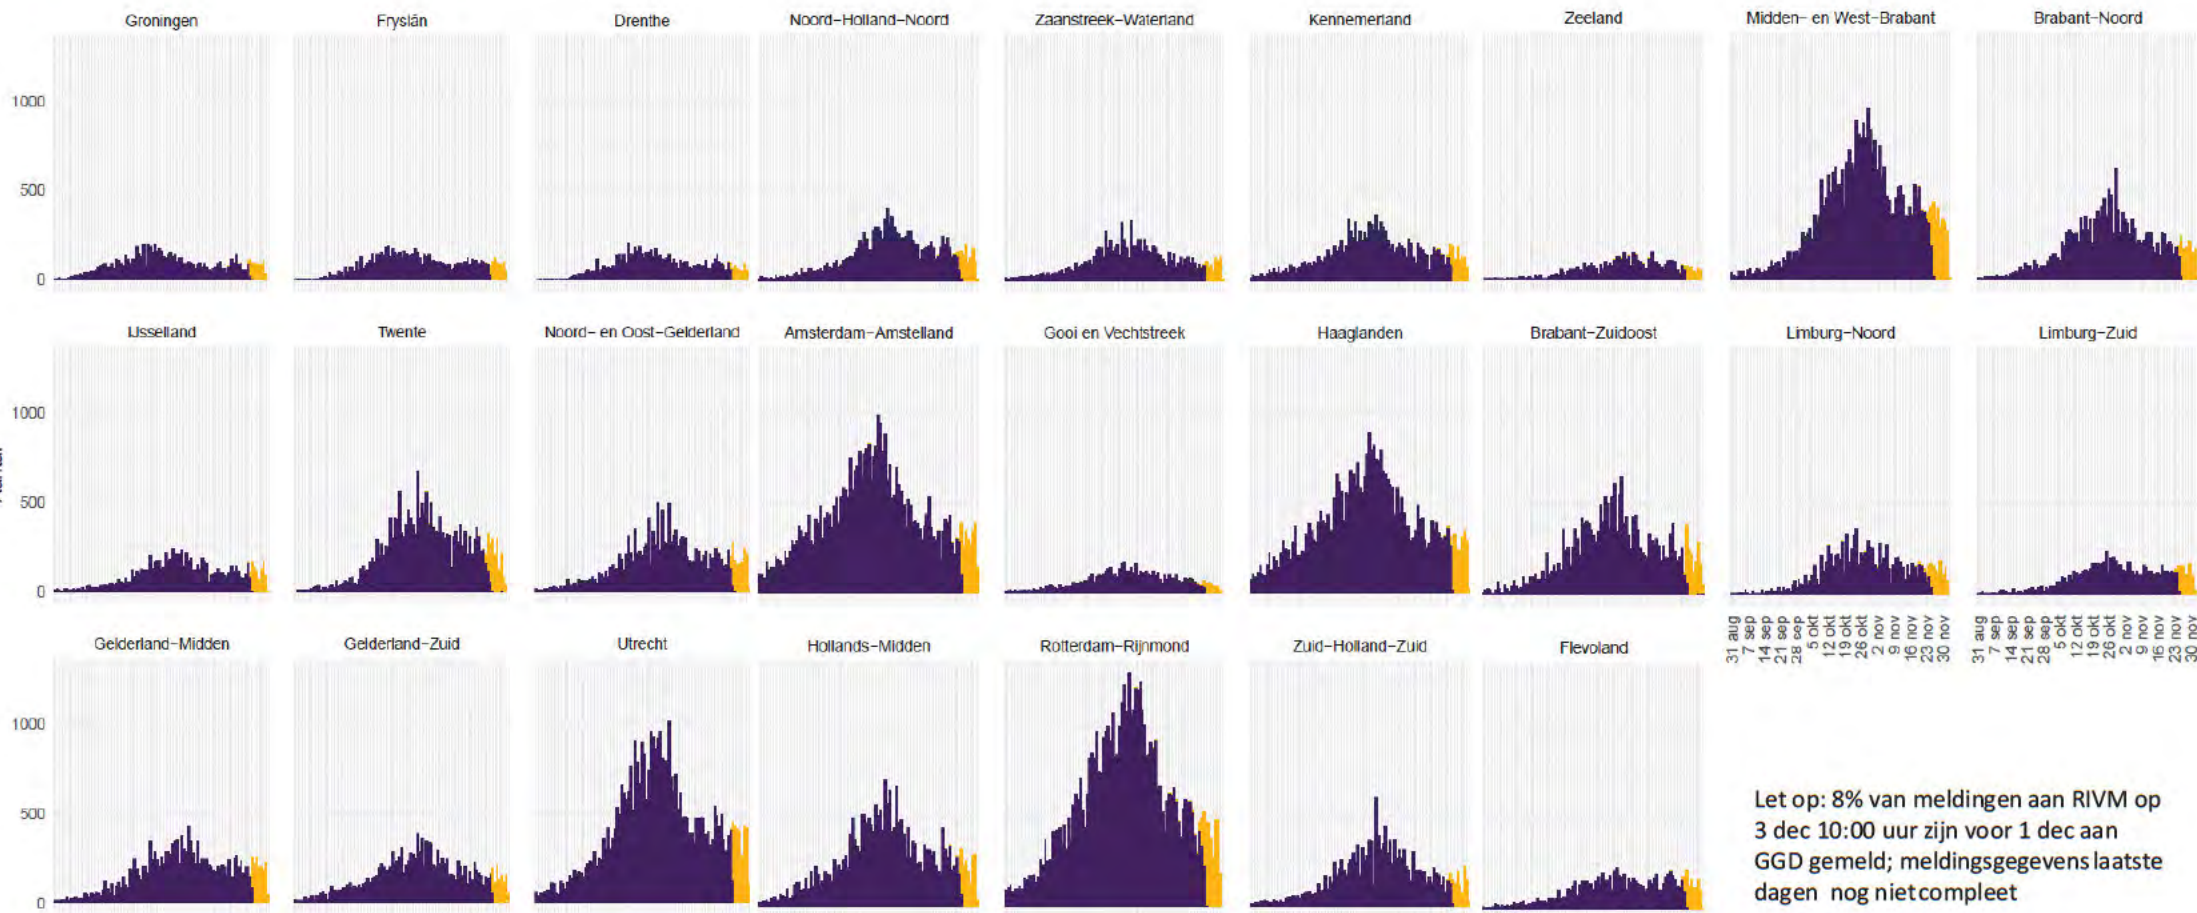 Groningen
Fryslân
Drenthe
Noord-Holland-Noord
Zaanstreek-Waterland
Kennemerland
Zeeland
Midden- en West-Brabant
Brabant-Noord
1000
500
0
IJsselland
Twente
Noord- en Oost-Gelderland
Amsterdam-Amstelland
Gooi en Vechtstreek
Haaglanden
Brabant-Zuidoost
Limburg-Noord
Limburg-Zuid
1000
500
0
31 aug
7 sep
14 sep
21 sep
28 sep
5 okt
12 okt
19 okt
26 okt
2 nov
9 nov
16 nov
23 nov
30 nov
31 aug
7 sep
14 sep
21 sep
28 sep
5 okt
12 okt
19 okt
26 okt
2 nov
9 nov
16 nov
23 nov
30 nov
Gelderland-Midden
Gelderland-Zuid
Utrecht
Hollands-Midden
Rotterdam-Rijnmond
Zuid-Holland-Zuid
Flevoland
1000
500
0
Let op: 8% van meldingen aan RIVM op
3 dec 10:00 uur zijn voor 1 dec aan
GGD gemeld; meldingsgegevens laatste
dagen nog niet compleet